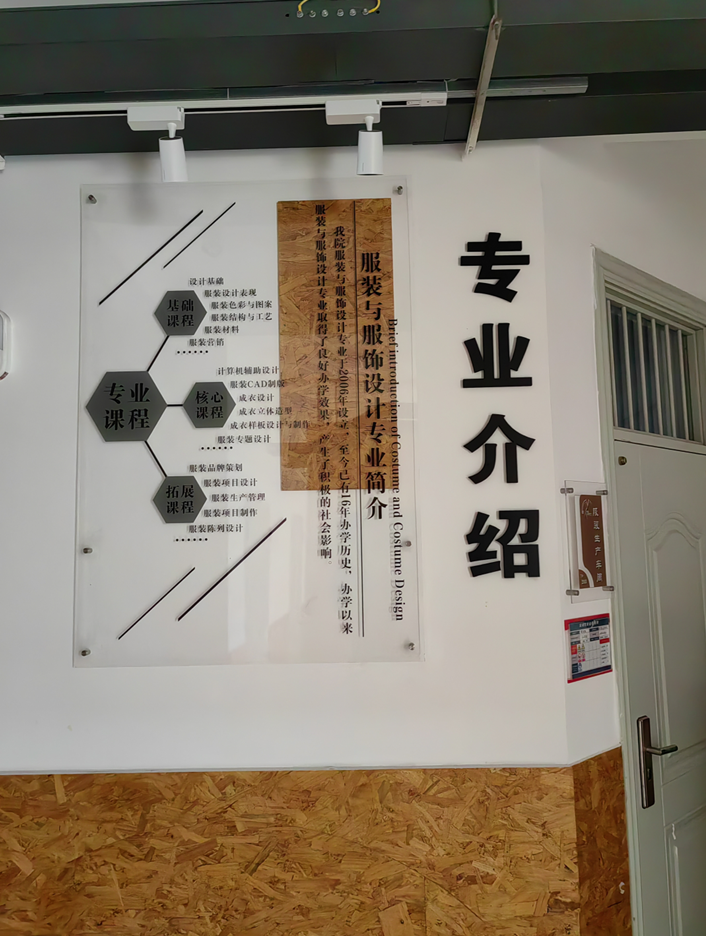 专业介绍
服装与服饰设计专业简介
Brief introduction of Costume and Costume Design
我院服装与服饰设计专业于2006年设立，至今已有16年办学历史，办学以来
服装与服饰设计专业取得了良好办学效果，产生了积极的社会影响。
专业
课程
基础
课程
设计基础
服装设计表现
服装色彩与图案
服装结构与工艺
服装材料
服装营销
······
核心
课程
计算机辅助设计
服装CAD制版
成衣设计
成衣立体造型
成衣样板设计与制作
服装专题设计
······
拓展
课程
服装品牌策划
服装项目设计
服装生产管理
服装项目制作
服装陈列设计
······
服装生产车间